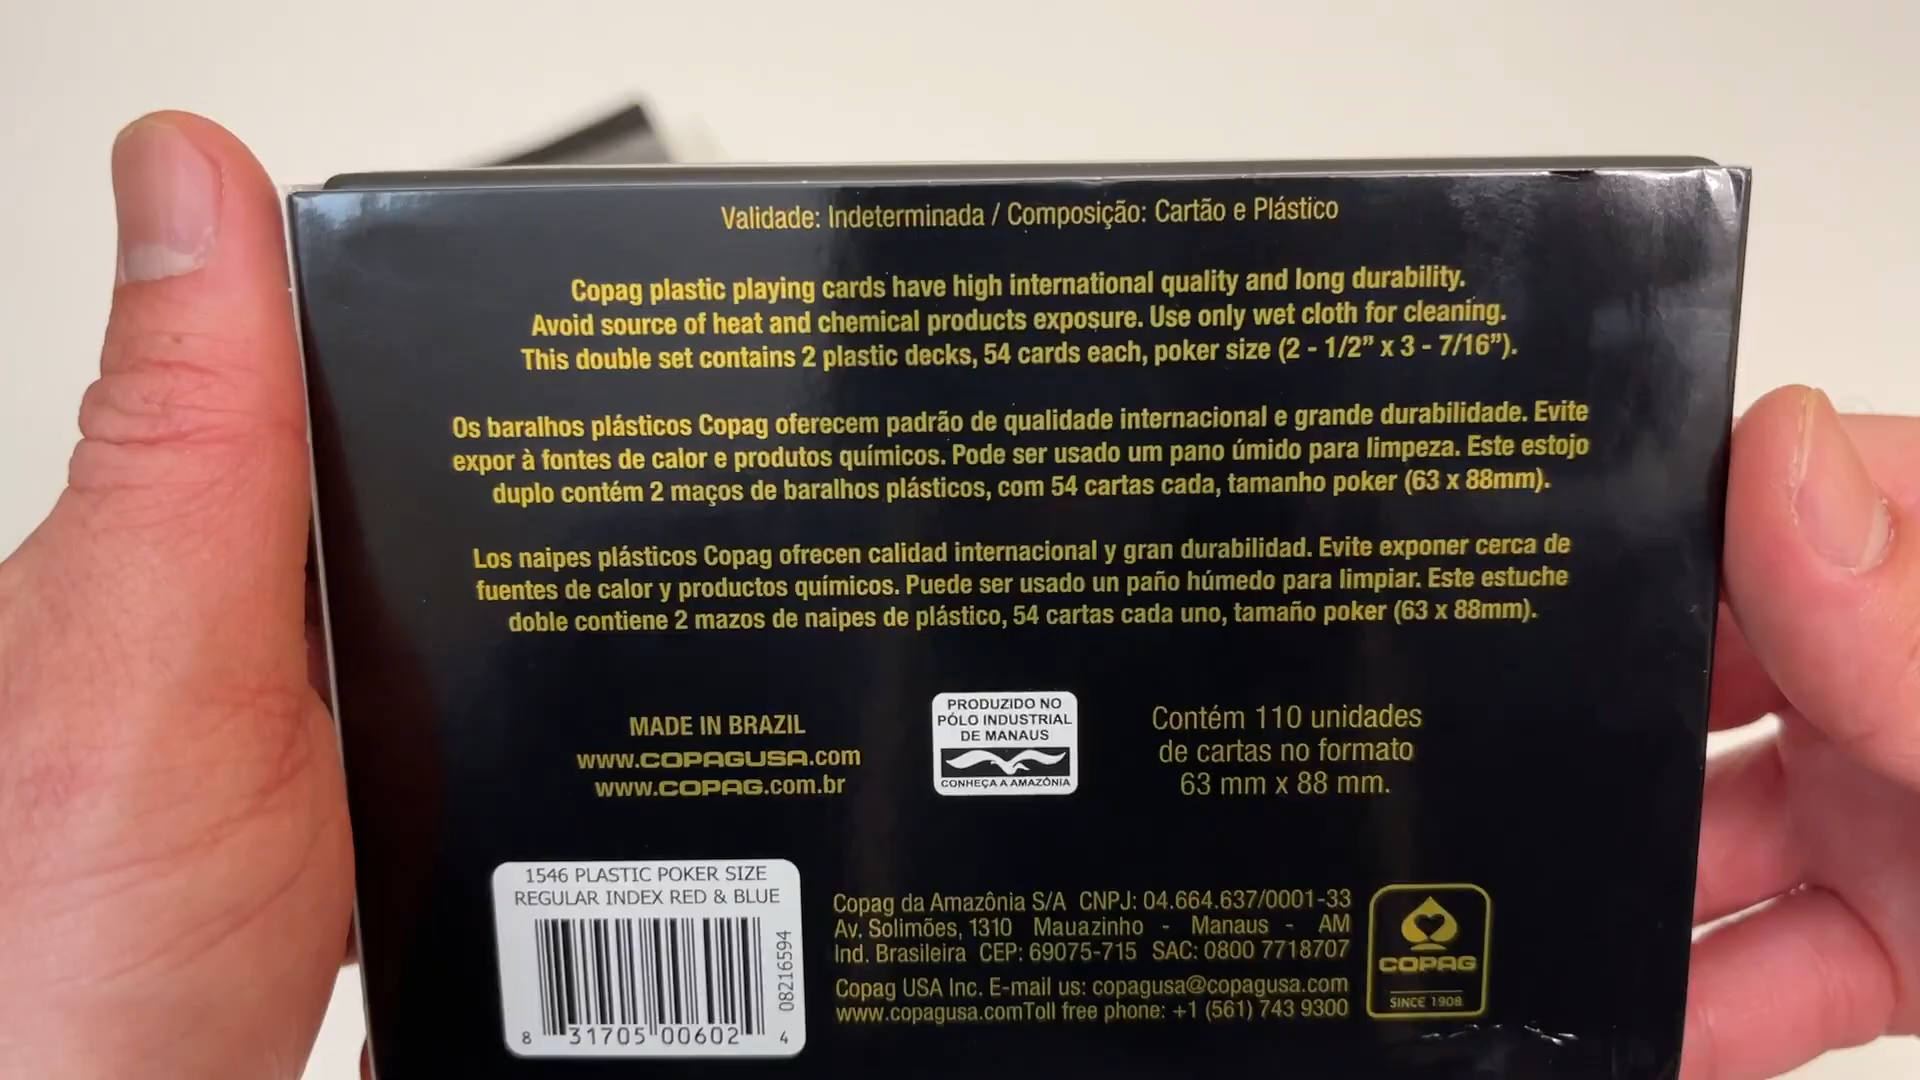 Validade: Indeterminada / Composição: Cartão e Plástico
Copag plastic playing cards have high international quality and long durability.
Avoid source of heat and chemical products exposure. Use only wet cloth for cleaning.
This double set contains 2 plastic decks, 54 cards each, poker size (2 - 1/2” x 3 - 7/16”).
Os baralhos plásticos Copag oferecem padrão de qualidade internacional e grande durabilidade. Evite
expor à fontes de calor e produtos químicos. Pode ser usado um pano úmido para limpeza. Este estojo
duplo contém 2 maços de baralhos plásticos, com 54 cartas cada, tamanho poker (63 x 88mm).
Los naipes plásticos Copag ofrecen calidad internacional y gran durabilidad. Evite exponer cerca de
fuentes de calor y productos químicos. Puede ser usado un paño húmedo para limpiar. Este estuche
doble contiene 2 mazos de naipes de plástico, 54 cartas cada uno, tamaño poker (63 x 88mm).
MADE IN BRAZIL
www.COPAGUSA.com
www.COPAG.com.br
PRODUZIDO NO
PÓLO INDUSTRIAL
DE MANAUS
CONHEÇA A AMAZÔNIA
Contém 110 unidades
de cartas no formato
63 mm x 88 mm.
1546 PLASTIC POKER SIZE
REGULAR INDEX RED & BLUE
08216594
8 31705 00602 4
Copag da Amazônia S/A CNPJ: 04.664.637/0001-33
Av. Solimões, 1310 Mauazinho - Manaus - AM
Ind. Brasileira CEP: 69075-715 SAC: 0800 7718707
Copag USA Inc. E-mail us: copagusa@copagusa.com
www.copagusa.comToll free phone: +1 (561) 743 9300
COPAG
SINCE 1908